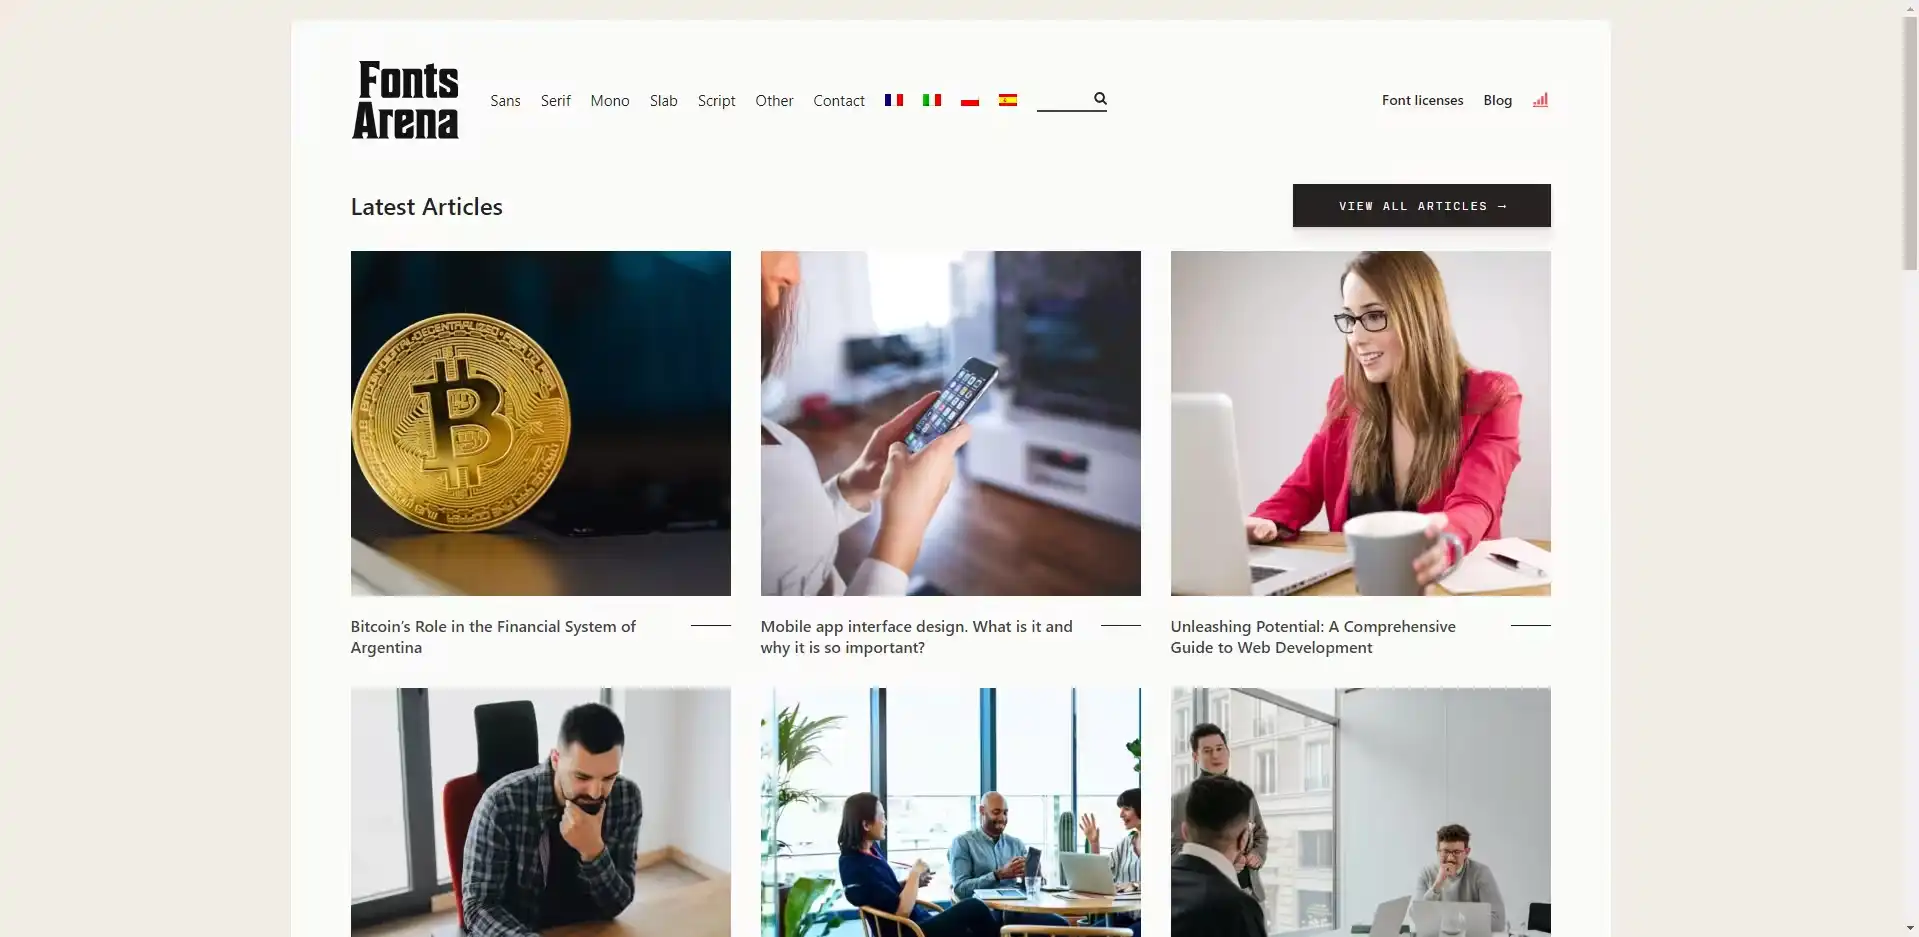 Fonts
Arena
Sans
Serif
Mono
Slab
Script
Other
Contact
Font licenses
Blog
Latest Articles
VIEW ALL ARTICLES →
Bitcoin's Role in the Financial System of
Argentina
Mobile app interface design. What is it and
why it is so important?
Unleashing Potential: A Comprehensive
Guide to Web Development